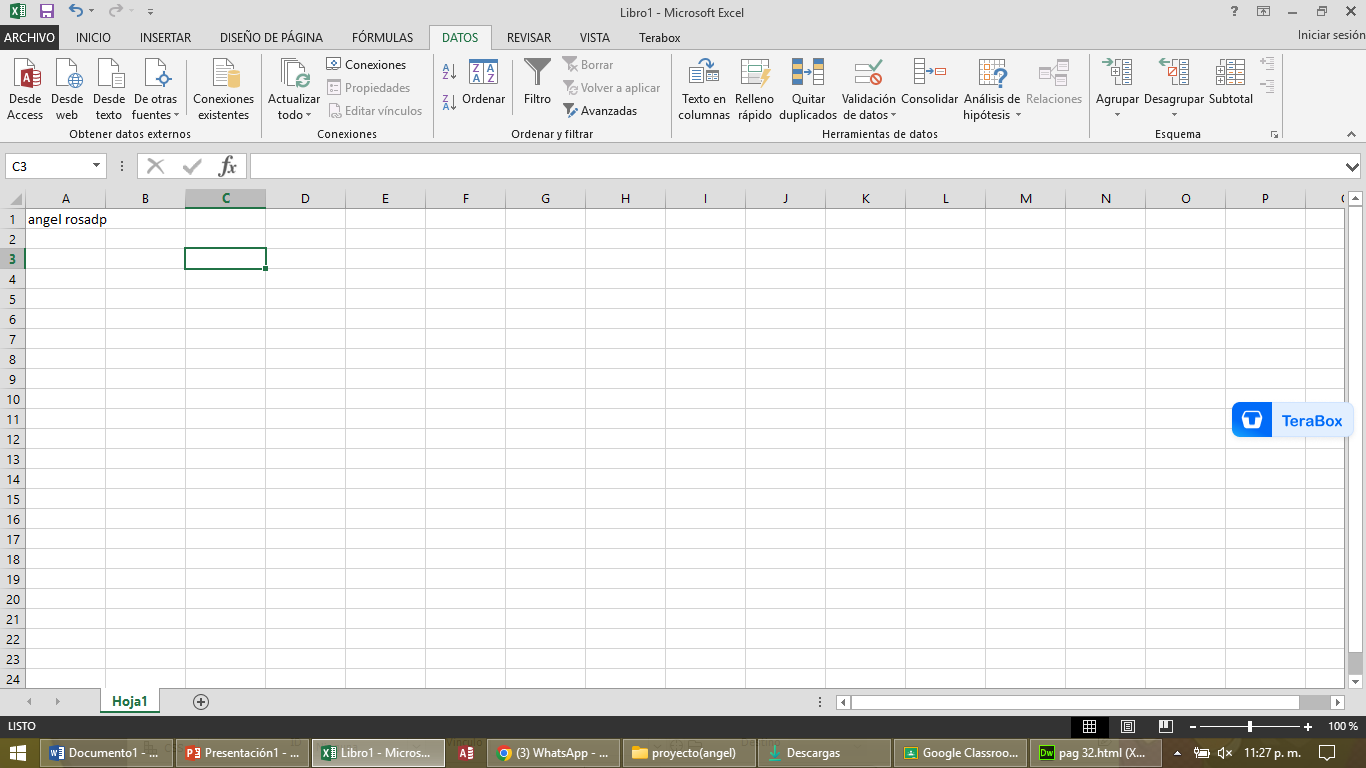 Libro1 - Microsoft Excel
?
ARCHIVO INICIO INSERTAR DISEÑO DE PÁGINA FÓRMULAS DATOS REVISAR VISTA Terabox Iniciar sesión
Desde Access
Desde web
Desde texto
De otras fuentes
Obtener datos externos
Conexiones existentes
Actualizar todo
Conexiones
Propiedades
Editar vínculos
Conexiones
Ordenar
Filtro
Borrar
Volver a aplicar
Avanzadas
Ordenar y filtrar
Texto en columnas
Relleno rápido
Quitar duplicados
Validación de datos
Consolidar
Análisis de hipótesis
Relaciones
Herramientas de datos
Agrupar
Desagrupar
Subtotal
Esquema
C3
fx
A B C D E F G H I J K L M N O P
1 angel rosadp
2
3
4
5
6
7
8
9
10
11
12
13
14
15
16
17
18
19
20
21
22
23
24
TeraBox
Hoja1
LISTO
100 %
Documento1 - ...
Presentación1 - ...
Libro1 - Micros...
(3) WhatsApp - ...
proyecto(angel)
Descargas
Google Classroo...
pag 32.html (X...
11:27 p. m.